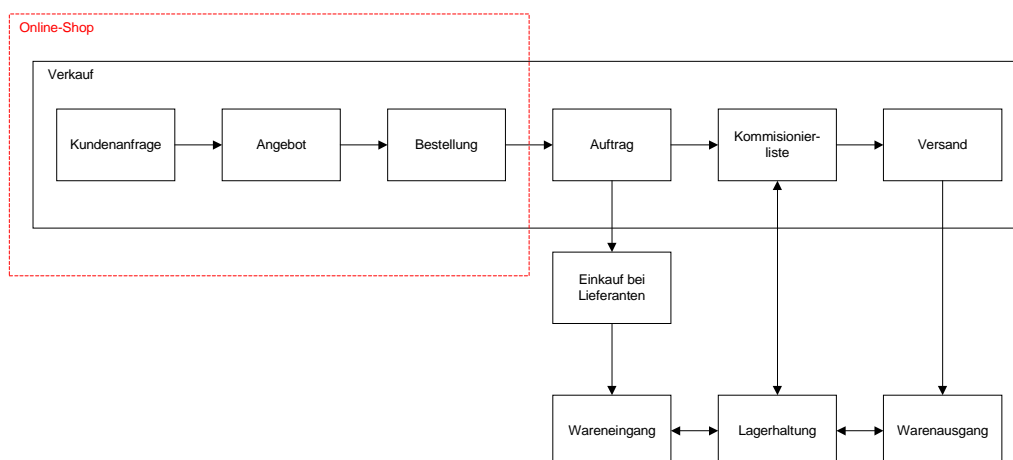 Online-Shop
Verkauf
Kundenanfrage
Angebot
Bestellung
Auftrag
Kommisionier-
liste
Versand
Einkauf bei
Lieferanten
Wareneingang
Lagerhaltung
Warenausgang